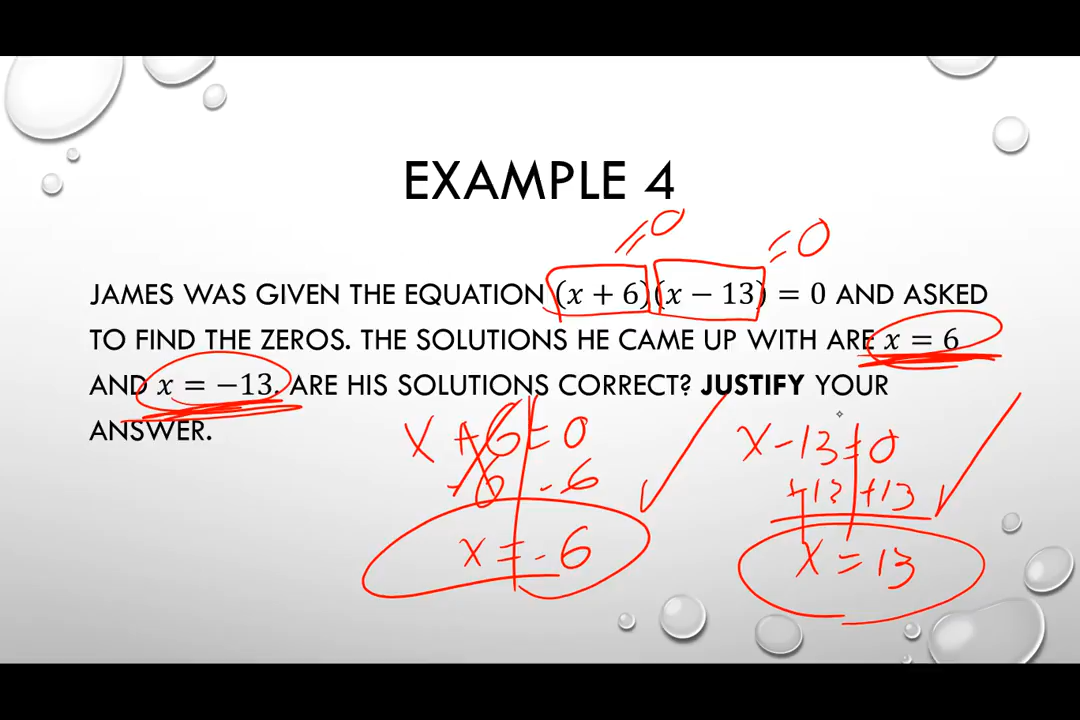 EXAMPLE 4
=0 =0
JAMES WAS GIVEN THE EQUATION (x + 6)(x − 13) = 0 AND ASKED
TO FIND THE ZEROS. THE SOLUTIONS HE CAME UP WITH ARE x = 6
AND x = −13. ARE HIS SOLUTIONS CORRECT? JUSTIFY YOUR
ANSWER.
x +6 = 0 x-13=0
-6 -6 +13 +13
x = -6 x = 13